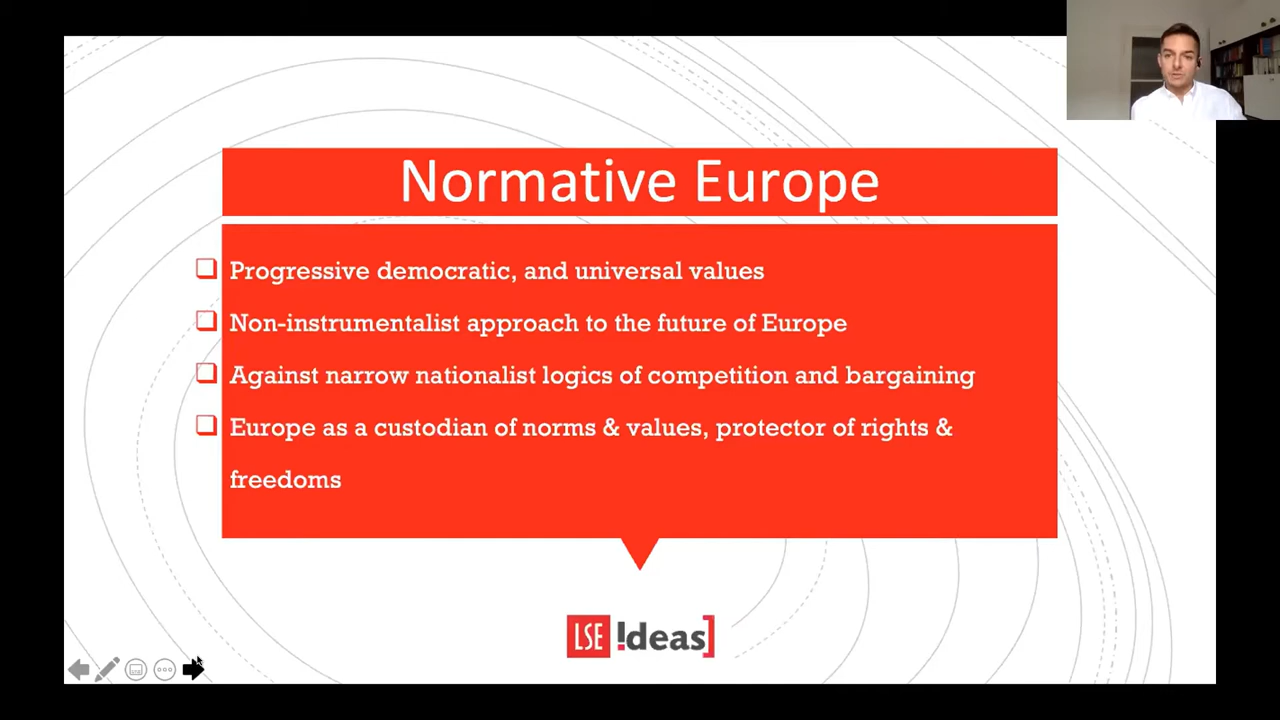 Normative Europe
Progressive democratic, and universal values
Non-instrumentalist approach to the future of Europe
Against narrow nationalist logics of competition and bargaining
Europe as a custodian of norms & values, protector of rights &
freedoms
LSE !deas]